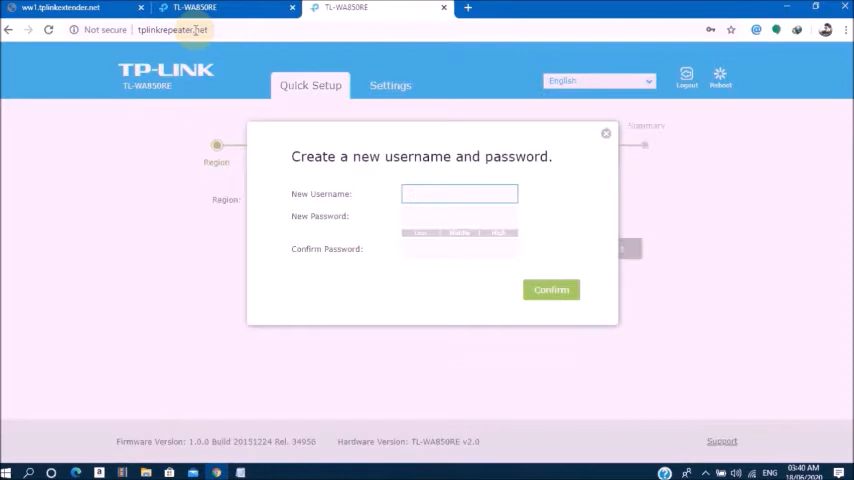 ww1.tplinkextender.net
TL-WA850RE
TL-WA850RE
Not secure
tplinkrepeater.net
TP-LINK
TL-WA850RE
Quick Setup
Settings
English
Logout
Reboot
Summary
Region
Region:
Create a new username and password.
New Username:
New Password:
Low Middle High
Confirm Password:
Confirm
Firmware Version: 1.0.0 Build 20151224 Rel. 34950 Hardware Version: TL-WA850RE v2.0
Support
ENG
03:40 AM
18/06/2020